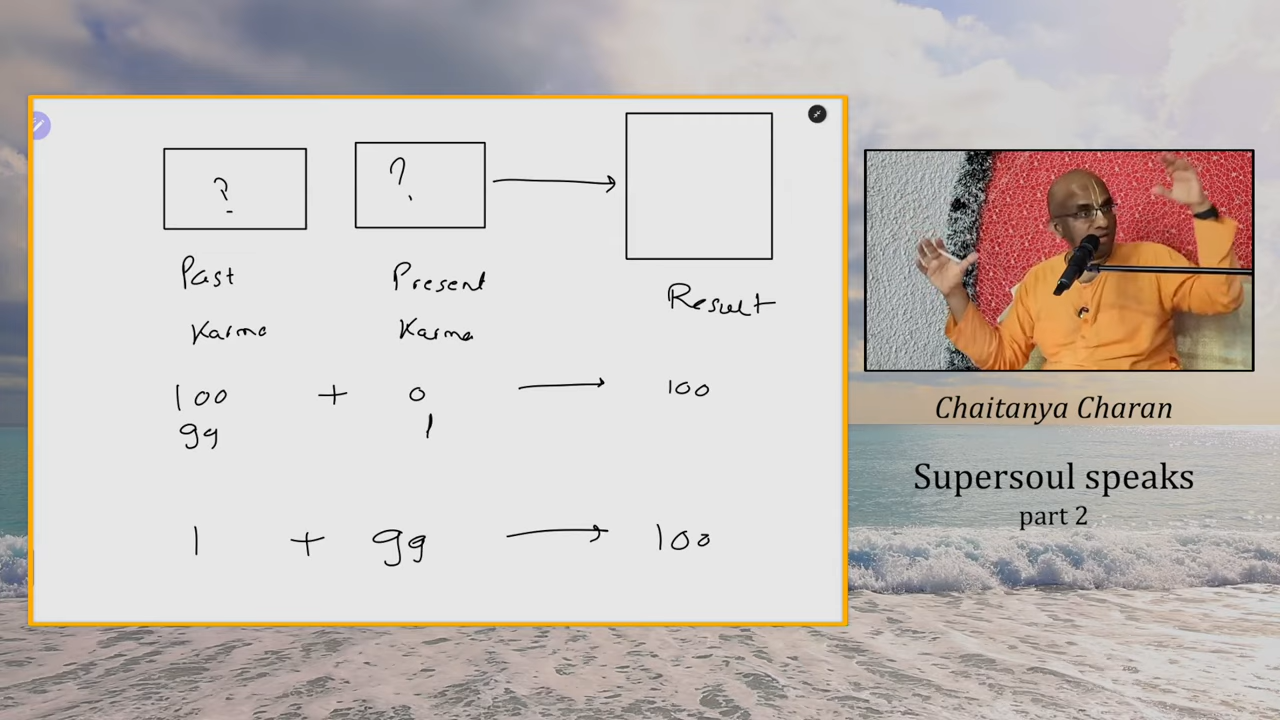 ? ?
Past Present
Result
Karma Karma
100 + 0 → 100
99 1
1 + 99 → 100
Chaitanya Charan
Supersoul speaks
part 2